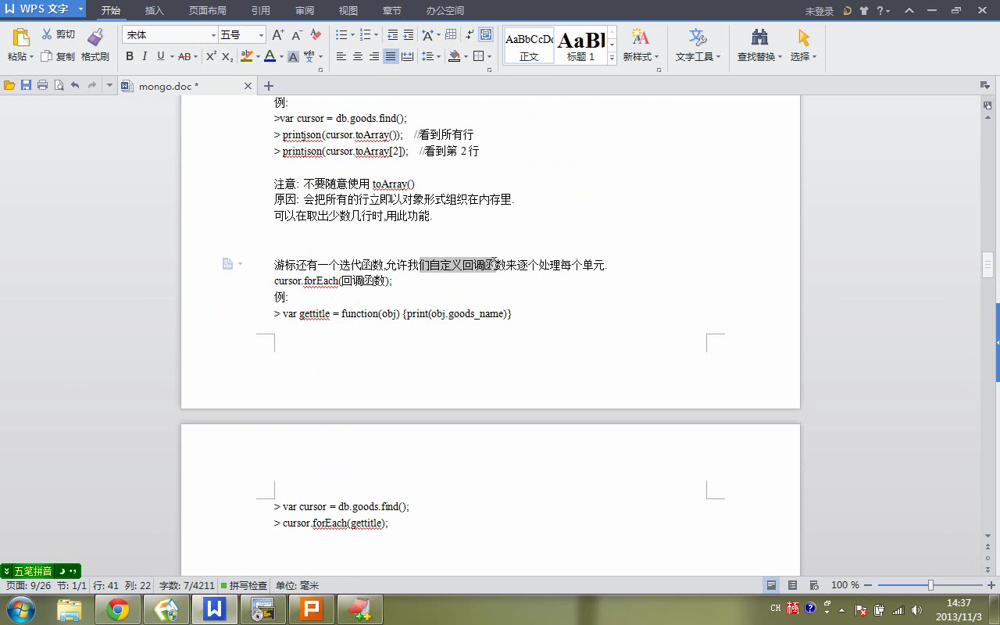 WPS 文字
开始
插入
页面布局
引用
审阅
视图
章节
办公空间
未登录
粘贴
剪切
复制
格式刷
宋体
五号
AaBbCcDd
正文
AaBl
标题 1
新样式
文字工具
查找替换
选择
mongo.doc *
例:
>var cursor = db.goods.find();
> printjson(cursor.toArray()); //看到所有行
> printjson(cursor.toArray[2]); //看到第 2 行
注意: 不要随意使用 toArray()
原因: 会把所有的行立即以对象形式组织在内存里.
可以在取出少数几行时,用此功能.
游标还有一个迭代函数,允许我们自定义回调函数来逐个处理每个单元.
cursor.forEach(回调函数);
例:
> var gettitle = function(obj) {print(obj.goods_name)}
> var cursor = db.goods.find();
> cursor.forEach(gettitle);
五笔拼音
页面: 9/26 节: 1/1 行: 41 列: 22 字数: 7/4211 拼写检查 单位: 毫米
100 %
CH
14:37
2013/11/3